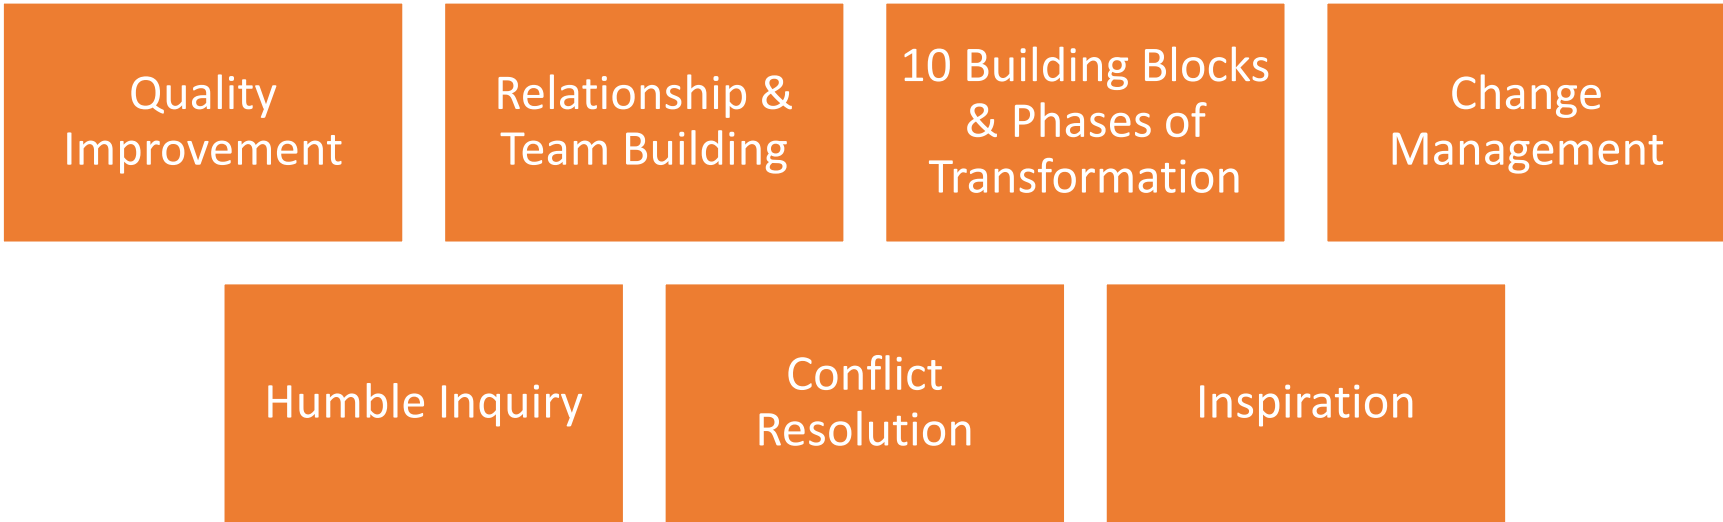 Quality
Improvement
Relationship &
Team Building
10 Building Blocks
& Phases of
Transformation
Change
Management
Humble Inquiry
Conflict
Resolution
Inspiration